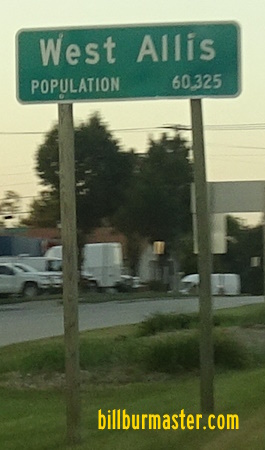 West Allis
POPULATION 60,325
billburmaster.com